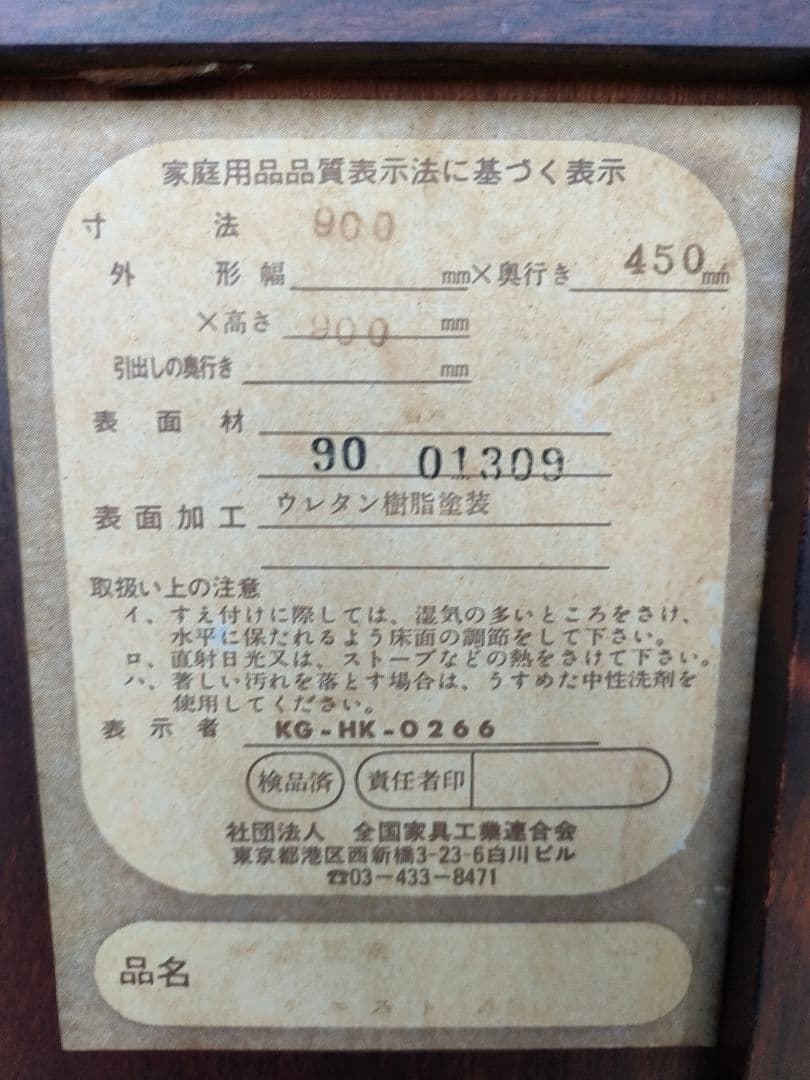 家庭用品品質表示法に基づく表示
寸法 900
外形 幅 mm×奥行き 450mm
×高さ 900 mm
引出しの奥行き mm
表面材
90 01309
表面加工 ウレタン樹脂塗装
取扱い上の注意
イ、すえ付けに際しては、湿気の多いところをさけ、
水平に保たれるよう床面の調節をして下さい。
ロ、直射日光又は、ストーブなどの熱をさけて下さい。
ハ、著しい汚れを落とす場合は、うすめた中性洗剤を
使用してください。
表示者 KG-HK-0266
検品済 責任者印
社団法人 全国家具工業連合会
東京都港区西新橋3-23-6白川ビル
☎03-433-8471
品名